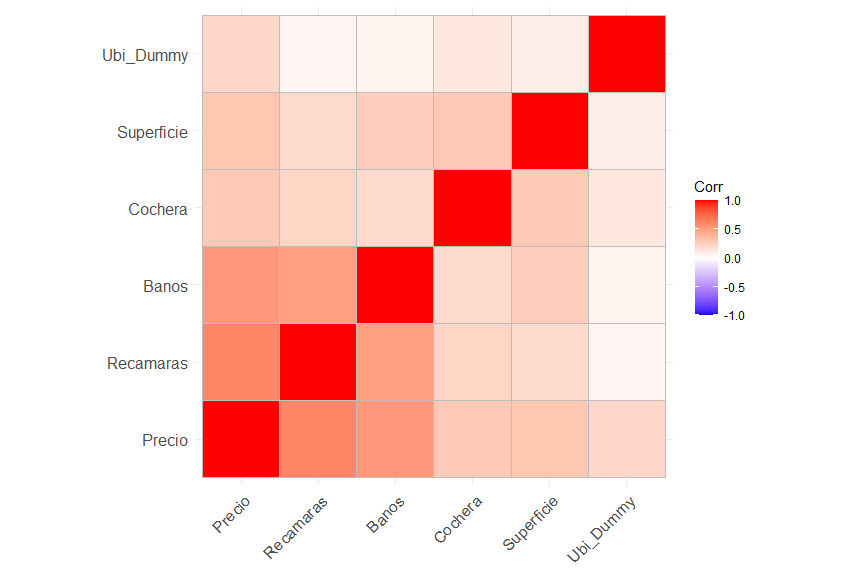 Ubi_Dummy
Superficie
Cochera
Banos
Recamaras
Precio
Precio
Recamaras
Banos
Cochera
Superficie
Ubi_Dummy
Corr
1.0
0.5
0.0
-0.5
-1.0